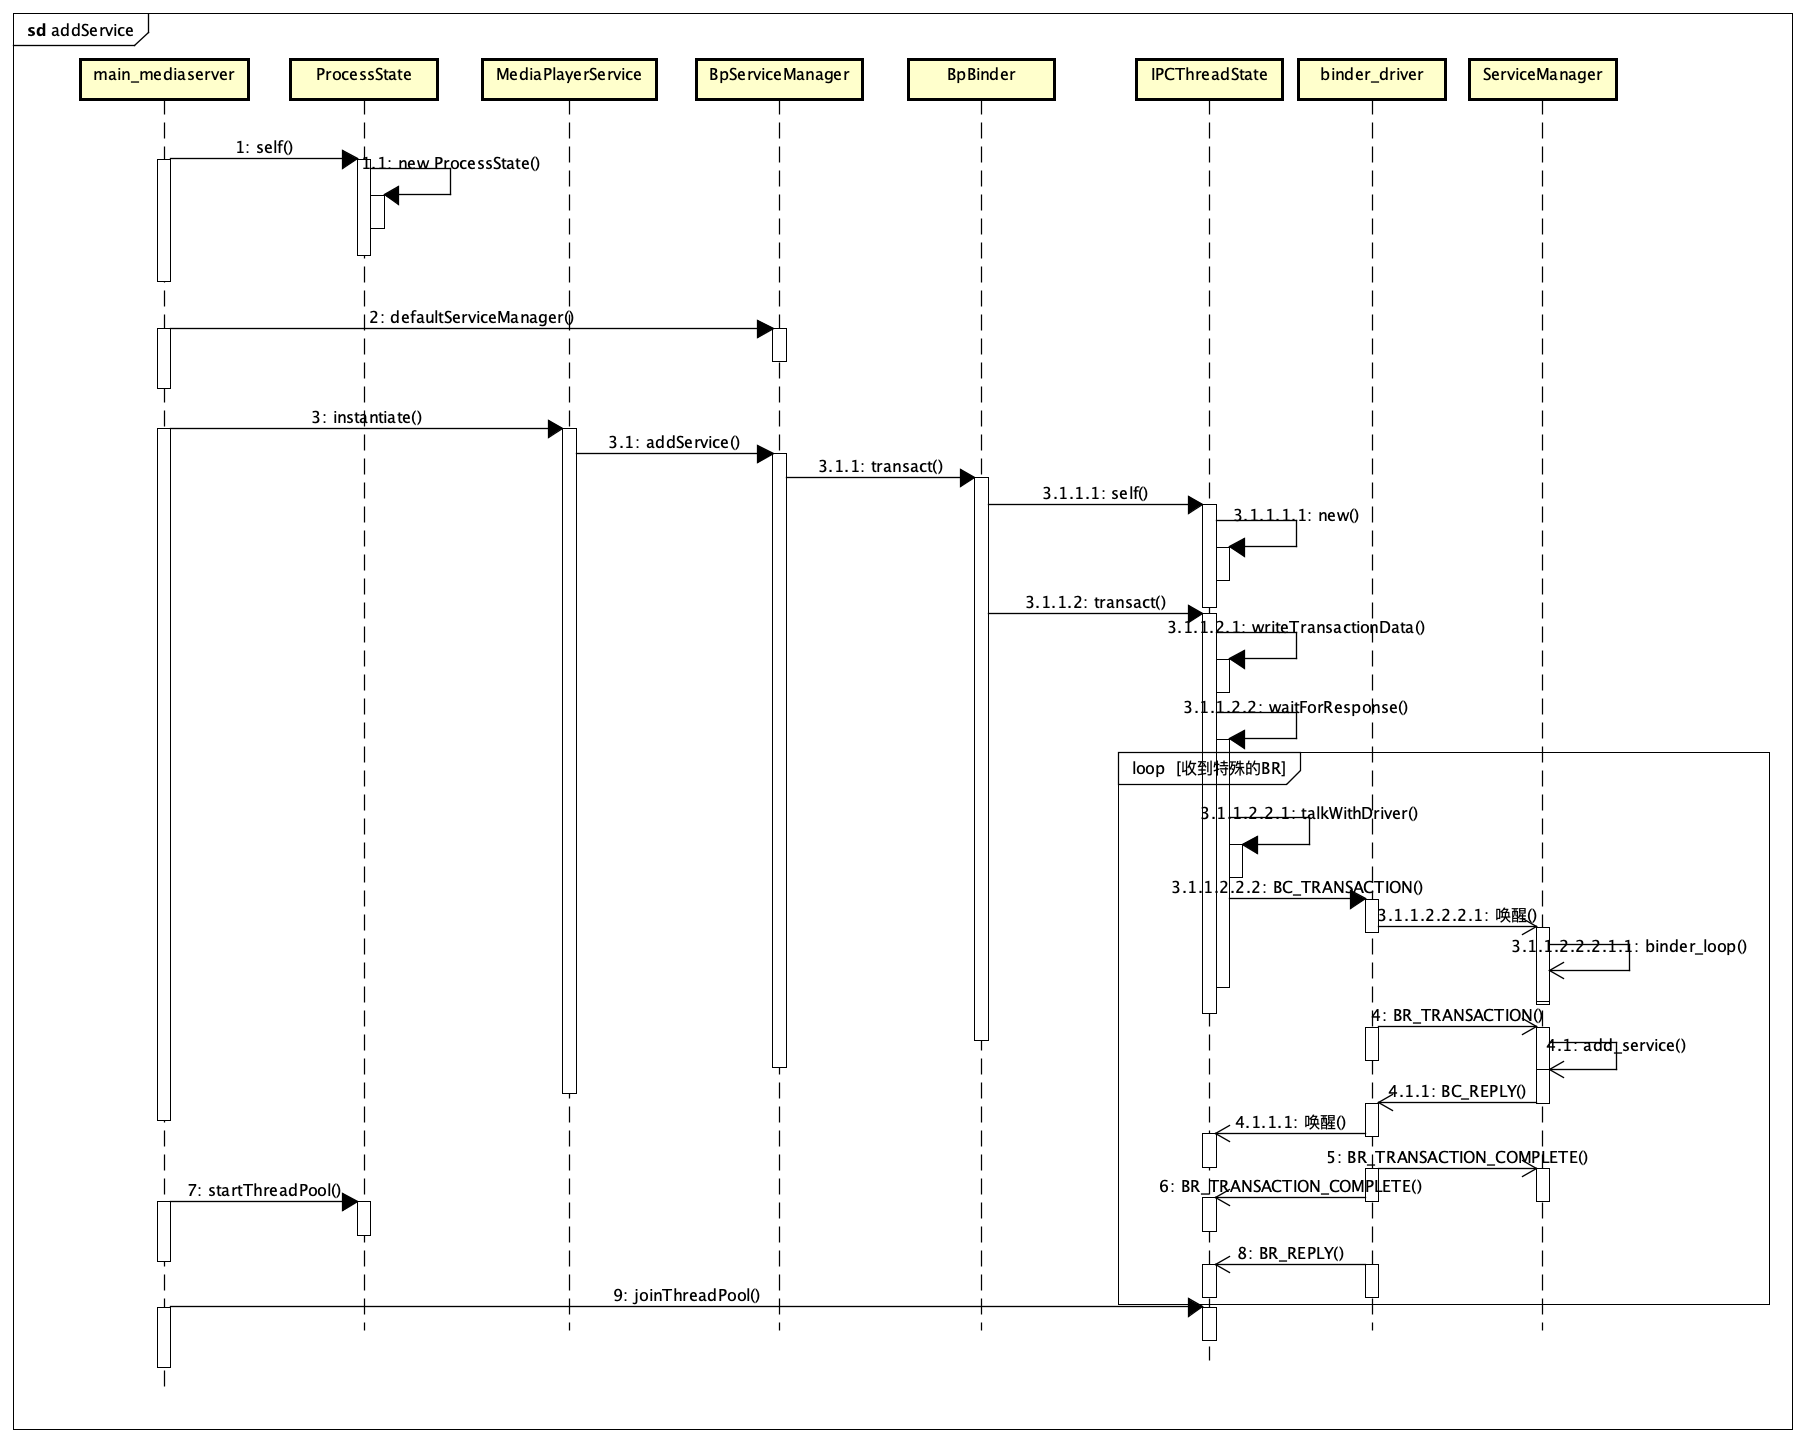 sd addService
main_mediaserver
ProcessState
MediaPlayerService
BpServiceManager
BpBinder
IPCThreadState
binder_driver
ServiceManager
1: self()
1.1: new ProcessState()
2: defaultServiceManager()
3: instantiate()
3.1: addService()
3.1.1: transact()
3.1.1.1: self()
3.1.1.1.1: new()
3.1.1.2: transact()
3.1.1.2.1: writeTransactionData()
3.1.1.2.2: waitForResponse()
loop [收到特殊的BR]
3.1.1.2.2.1: talkWithDriver()
3.1.1.2.2.2: BC_TRANSACTION()
3.1.1.2.2.2.1: 唤醒()
3.1.1.2.2.2.1.1: binder_loop()
4: BR_TRANSACTION()
4.1: add_service()
4.1.1: BC_REPLY()
4.1.1.1: 唤醒()
5: BR_TRANSACTION_COMPLETE()
6: BR_TRANSACTION_COMPLETE()
7: startThreadPool()
8: BR_REPLY()
9: joinThreadPool()